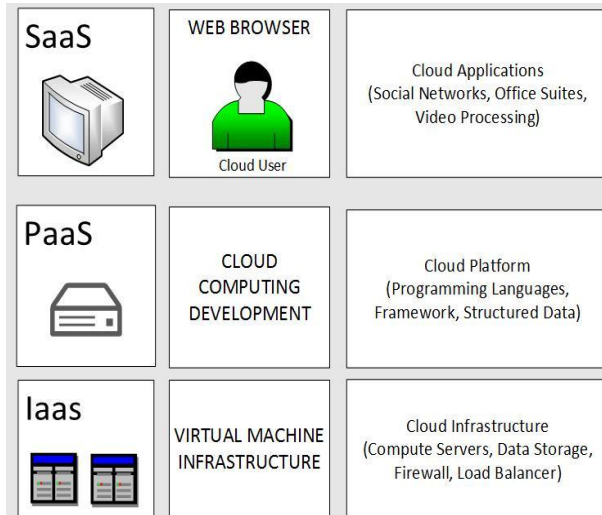 SaaS
WEB BROWSER
Cloud User
Cloud Applications
(Social Networks, Office Suites,
Video Processing)
PaaS
CLOUD
COMPUTING
DEVELOPMENT
Cloud Platform
(Programming Languages,
Framework, Structured Data)
Iaas
VIRTUAL MACHINE
INFRASTRUCTURE
Cloud Infrastructure
(Compute Servers, Data Storage,
Firewall, Load Balancer)